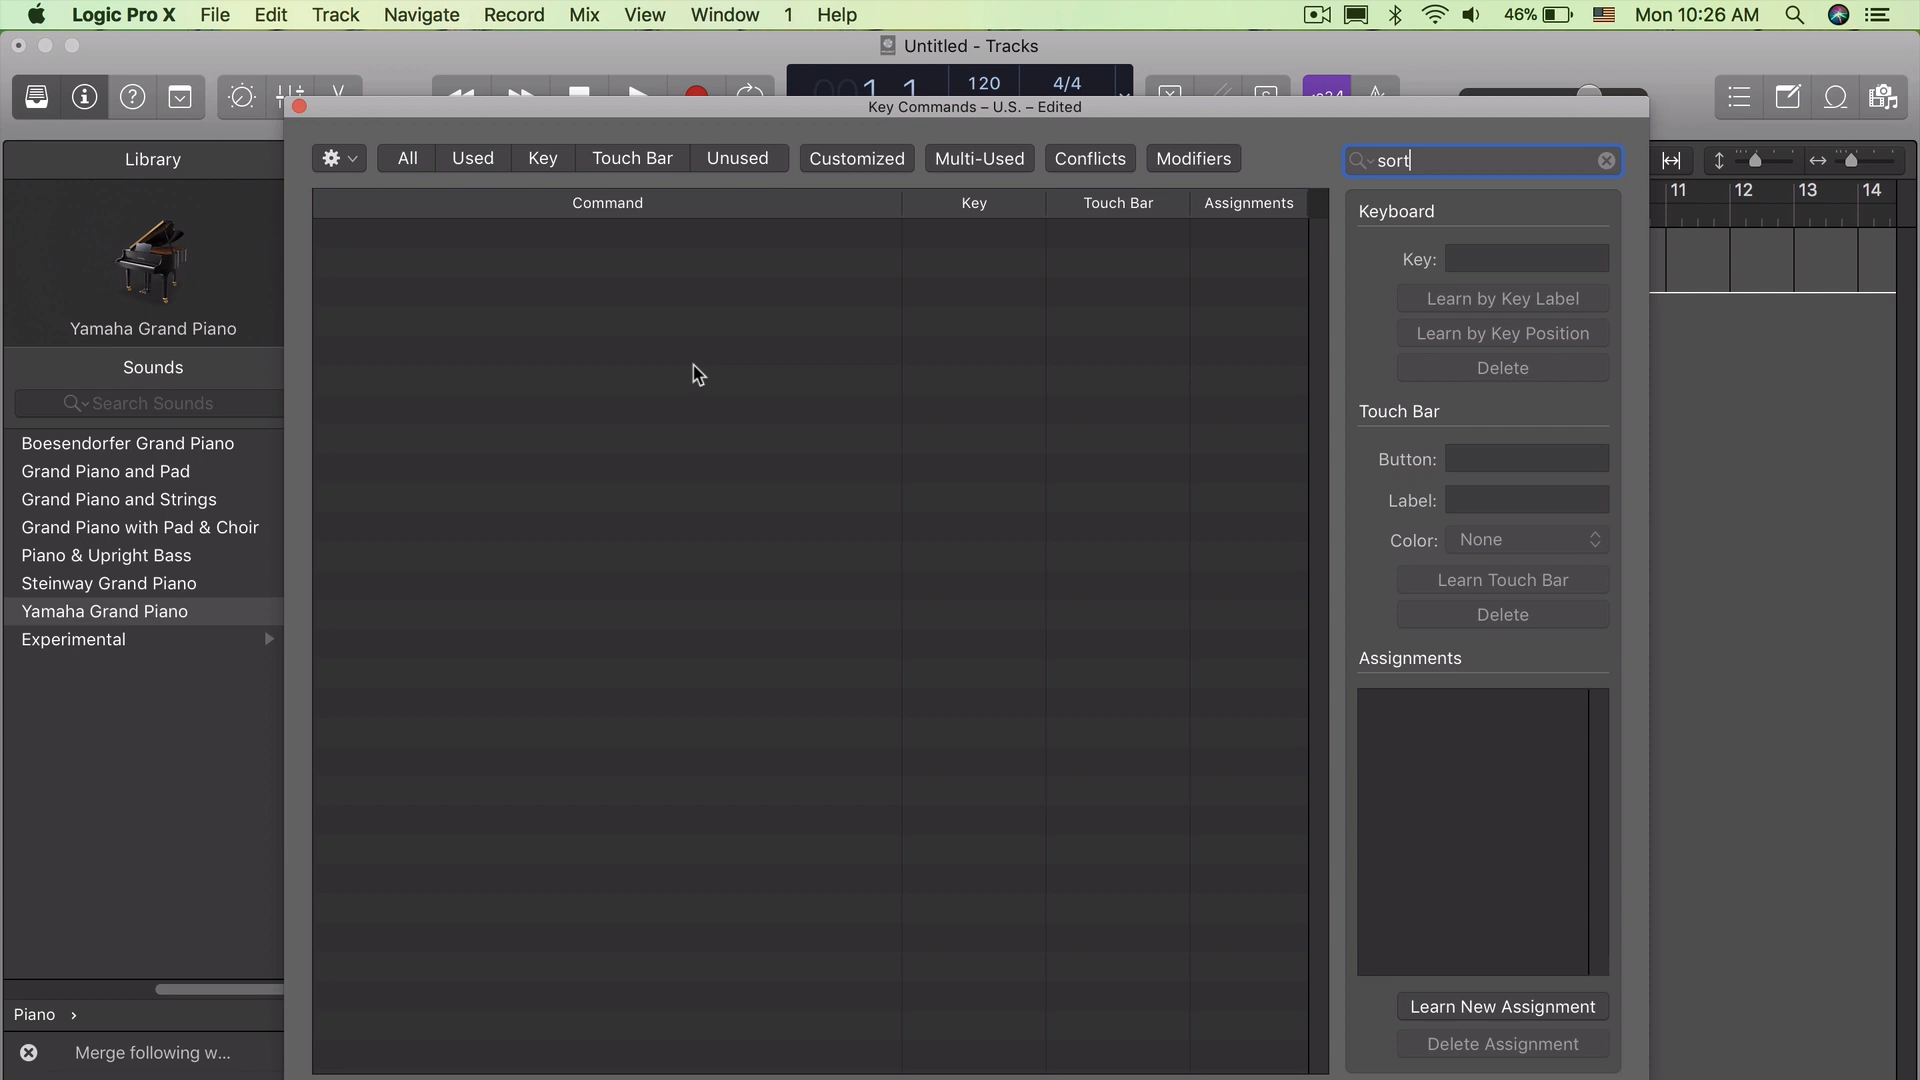 Logic Pro X File Edit Track Navigate Record Mix View Window 1 Help 46% Mon 10:26 AM
Untitled - Tracks
1 1 120 4/4
Key Commands – U.S. – Edited
Library
All Used Key Touch Bar Unused Customized Multi-Used Conflicts Modifiers sort
11 12 13 14
Command Key Touch Bar Assignments
Keyboard
Key:
Learn by Key Label
Learn by Key Position
Delete
Touch Bar
Button:
Label:
Color: None
Learn Touch Bar
Delete
Assignments
Learn New Assignment
Delete Assignment
Yamaha Grand Piano
Sounds
Search Sounds
Boesendorfer Grand Piano
Grand Piano and Pad
Grand Piano and Strings
Grand Piano with Pad & Choir
Piano & Upright Bass
Steinway Grand Piano
Yamaha Grand Piano
Experimental
Piano ›
Merge following w...